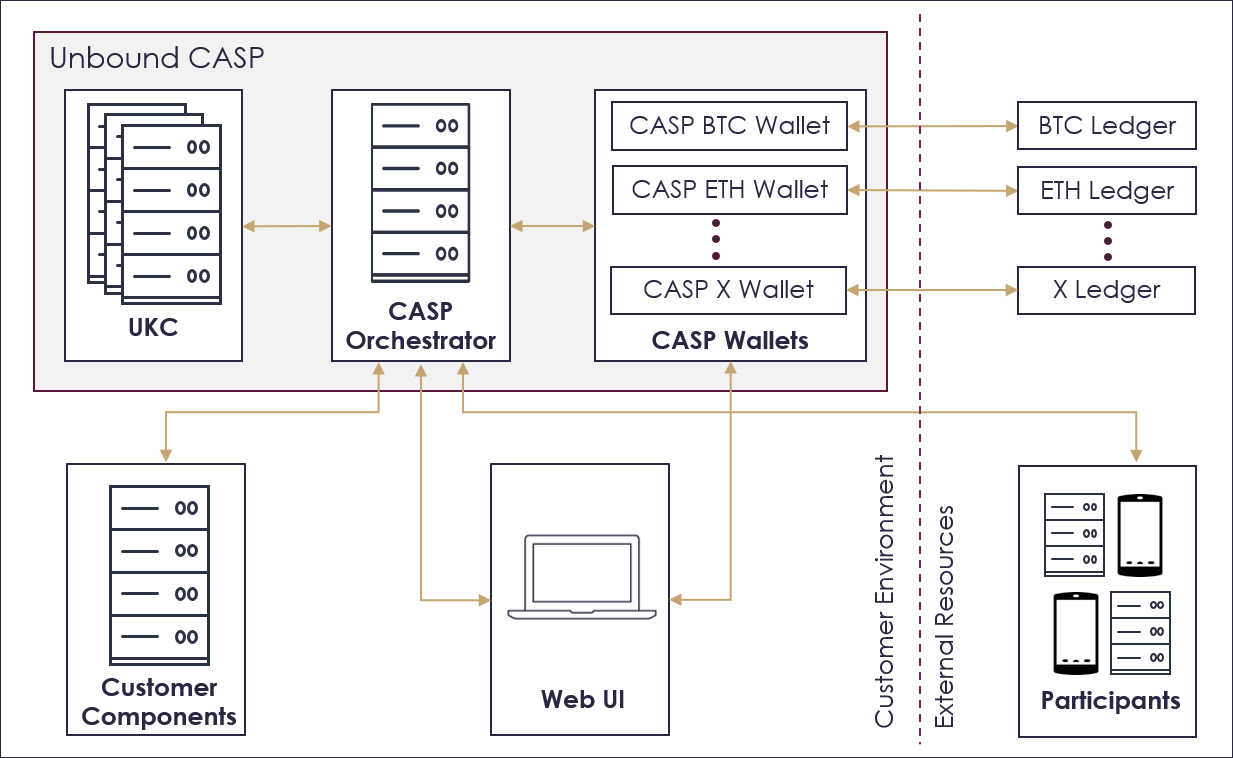 Unbound CASP
UKC
CASP
Orchestrator
CASP BTC Wallet
CASP ETH Wallet
CASP X Wallet
CASP Wallets
BTC Ledger
ETH Ledger
X Ledger
Customer
Components
Web UI
Customer Environment
External Resources
Participants